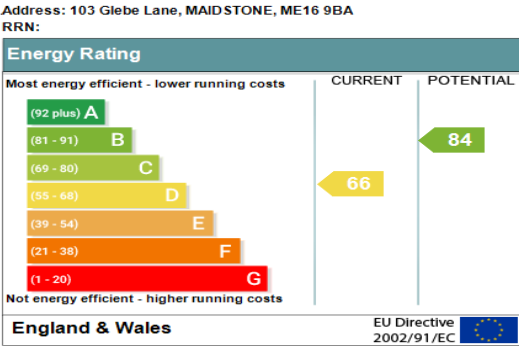 Address: 103 Glebe Lane, MAIDSTONE, ME16 9BA
RRN:
Energy Rating
Most energy efficient - lower running costs
CURRENT
POTENTIAL
(92 plus) A
(81 - 91) B
84
(69 - 80) C
(55 - 68) D
66
(39 - 54) E
(21 - 38) F
(1 - 20) G
Not energy efficient - higher running costs
England & Wales
EU Directive
2002/91/EC